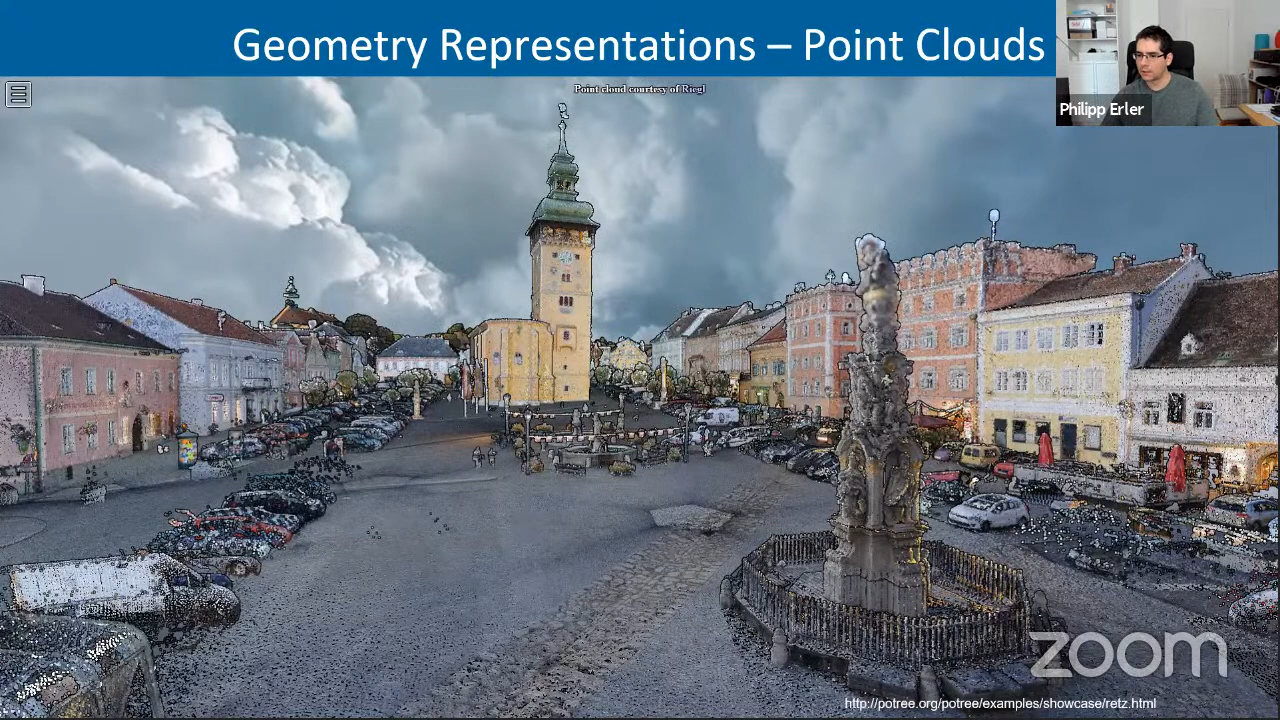 Geometry Representations – Point Clouds
Point cloud courtesy of Riegl
Philipp Erler
zoom
http://potree.org/potree/examples/showcase/retz.html